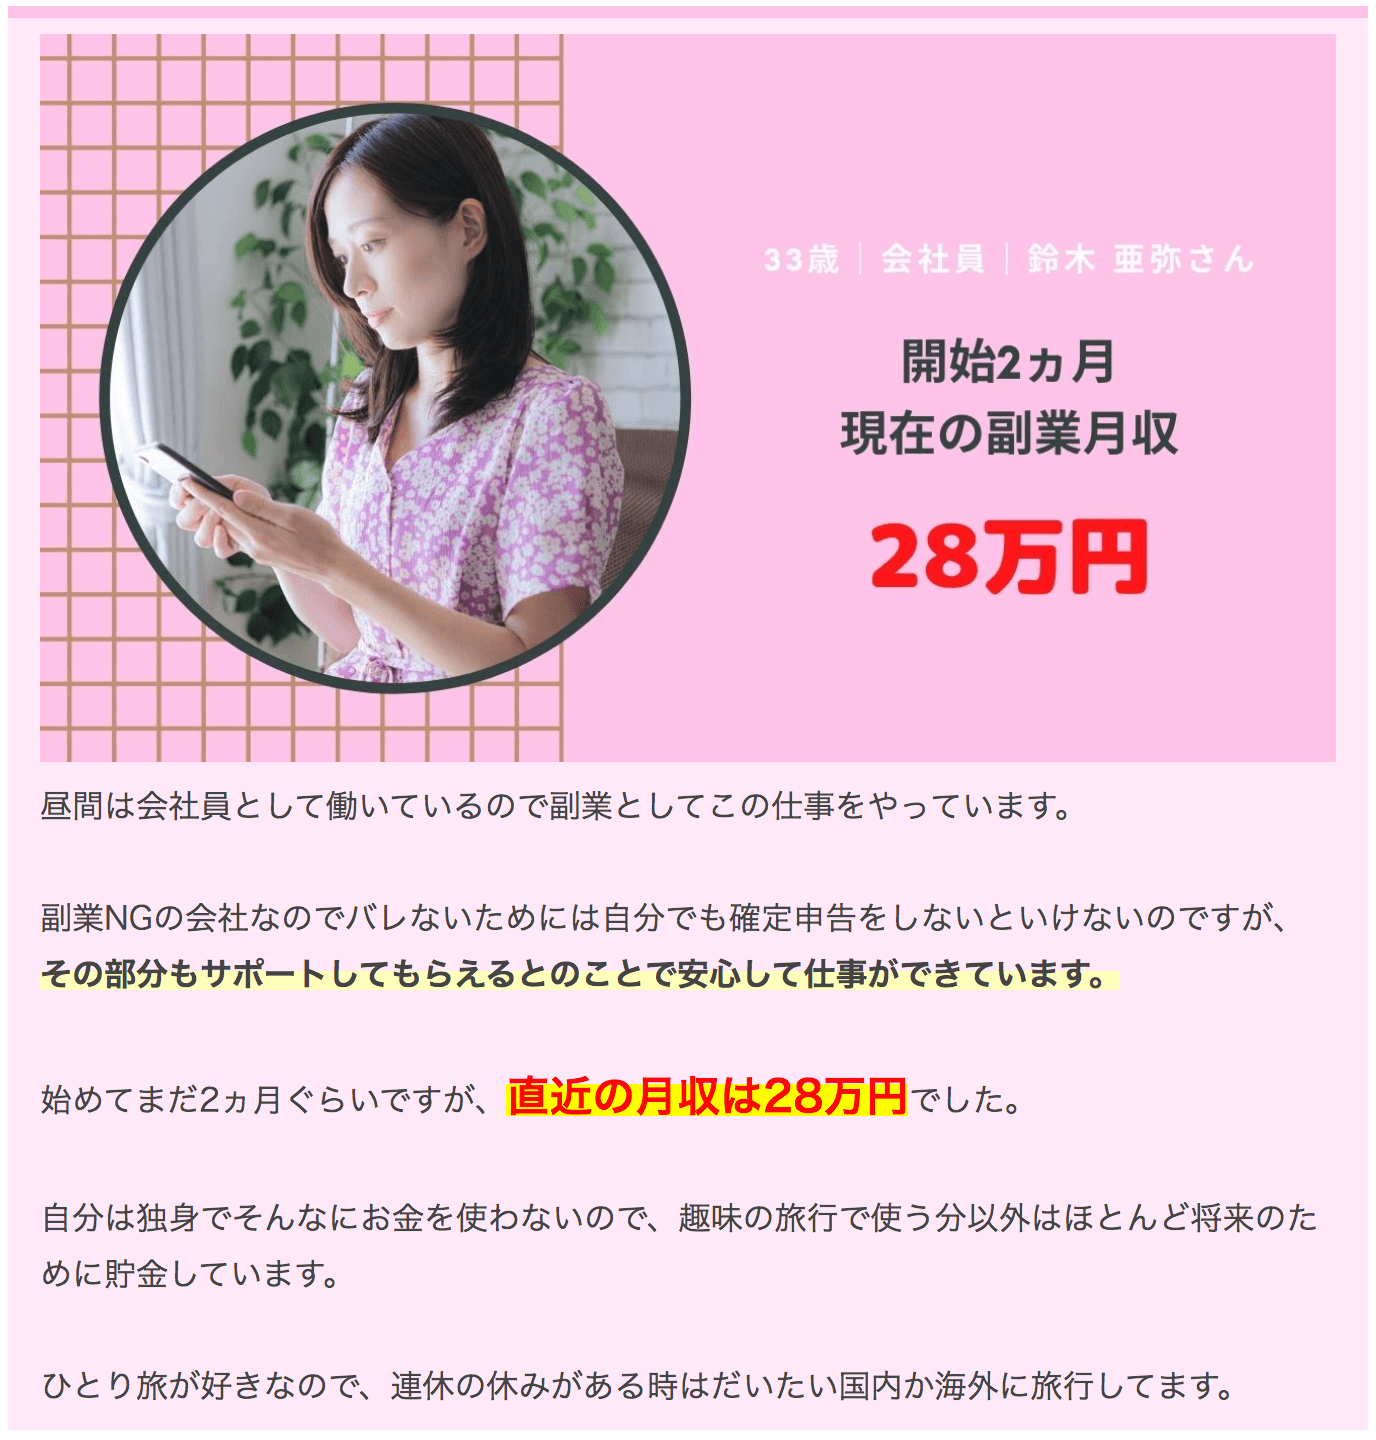 33歳｜会社員｜鈴木 亜弥さん
開始2ヵ月
現在の副業月収
28万円
昼間は会社員として働いているので副業としてこの仕事をやっています。
副業NGの会社なのでバレないためには自分でも確定申告をしないといけないのですが、
その部分もサポートしてもらえるとのことで安心して仕事ができています。
始めてまだ2ヵ月ぐらいですが、直近の月収は28万円でした。
自分は独身でそんなにお金を使わないので、趣味の旅行で使う分以外はほとんど将来のた
めに貯金しています。
ひとり旅が好きなので、連休の休みがある時はだいたい国内か海外に旅行してます。